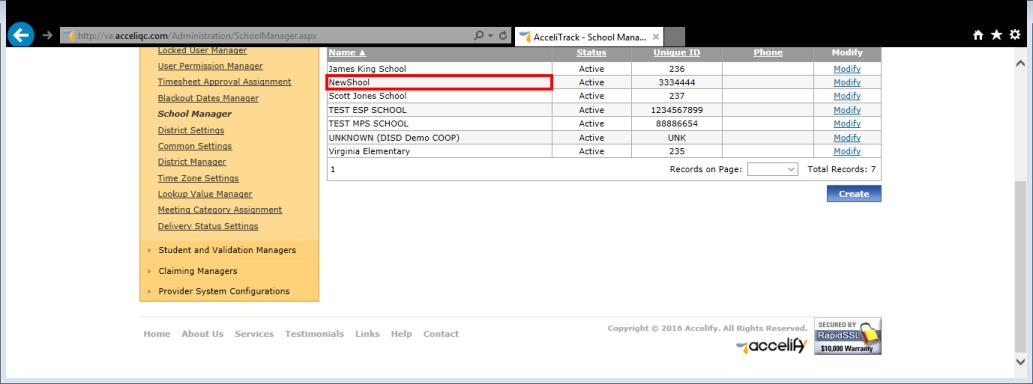 http://va.acceliqc.com/Administration/SchoolManager.aspx
AcceliTrack - School Mana...
Locked User Manager
User Permission Manager
Timesheet Approval Assignment
Blackout Dates Manager
School Manager
District Settings
Common Settings
District Manager
Time Zone Settings
Lookup Value Manager
Meeting Category Assignment
Delivery Status Settings
Student and Validation Managers
Claiming Managers
Provider System Configurations
Name ▲ Status Unique ID Phone Modify
James King School Active 236 Modify
NewShool Active 3334444 Modify
Scott Jones School Active 237 Modify
TEST ESP SCHOOL Active 1234567899 Modify
TEST MPS SCHOOL Active 88886654 Modify
UNKNOWN (DISD Demo COOP) Active UNK Modify
Virginia Elementary Active 235 Modify
1 Records on Page: Total Records: 7
Create
Home About Us Services Testimonials Links Help Contact
Copyright © 2016 Accelify. All Rights Reserved.
accelify
SECURED BY
RapidSSL
$10,000 Warranty